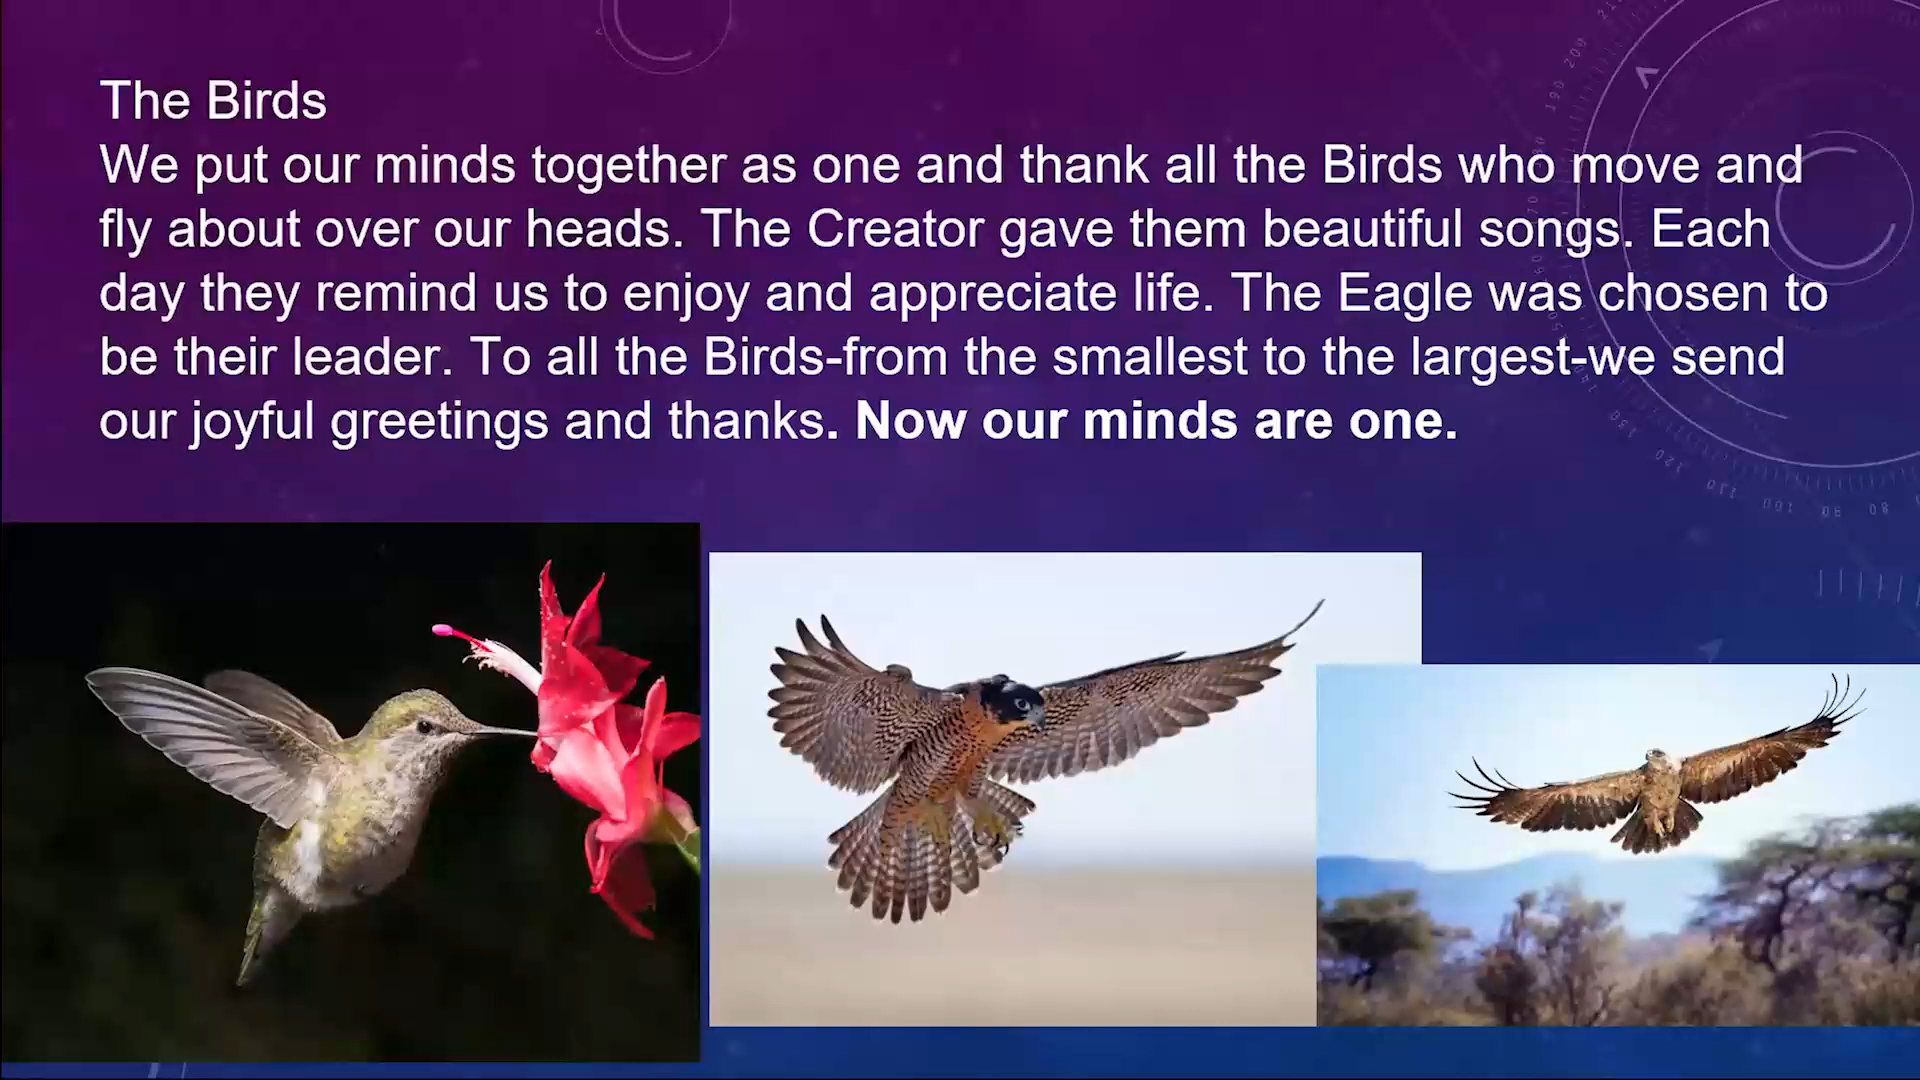 The Birds
We put our minds together as one and thank all the Birds who move and
fly about over our heads. The Creator gave them beautiful songs. Each
day they remind us to enjoy and appreciate life. The Eagle was chosen to
be their leader. To all the Birds-from the smallest to the largest-we send
our joyful greetings and thanks. Now our minds are one.